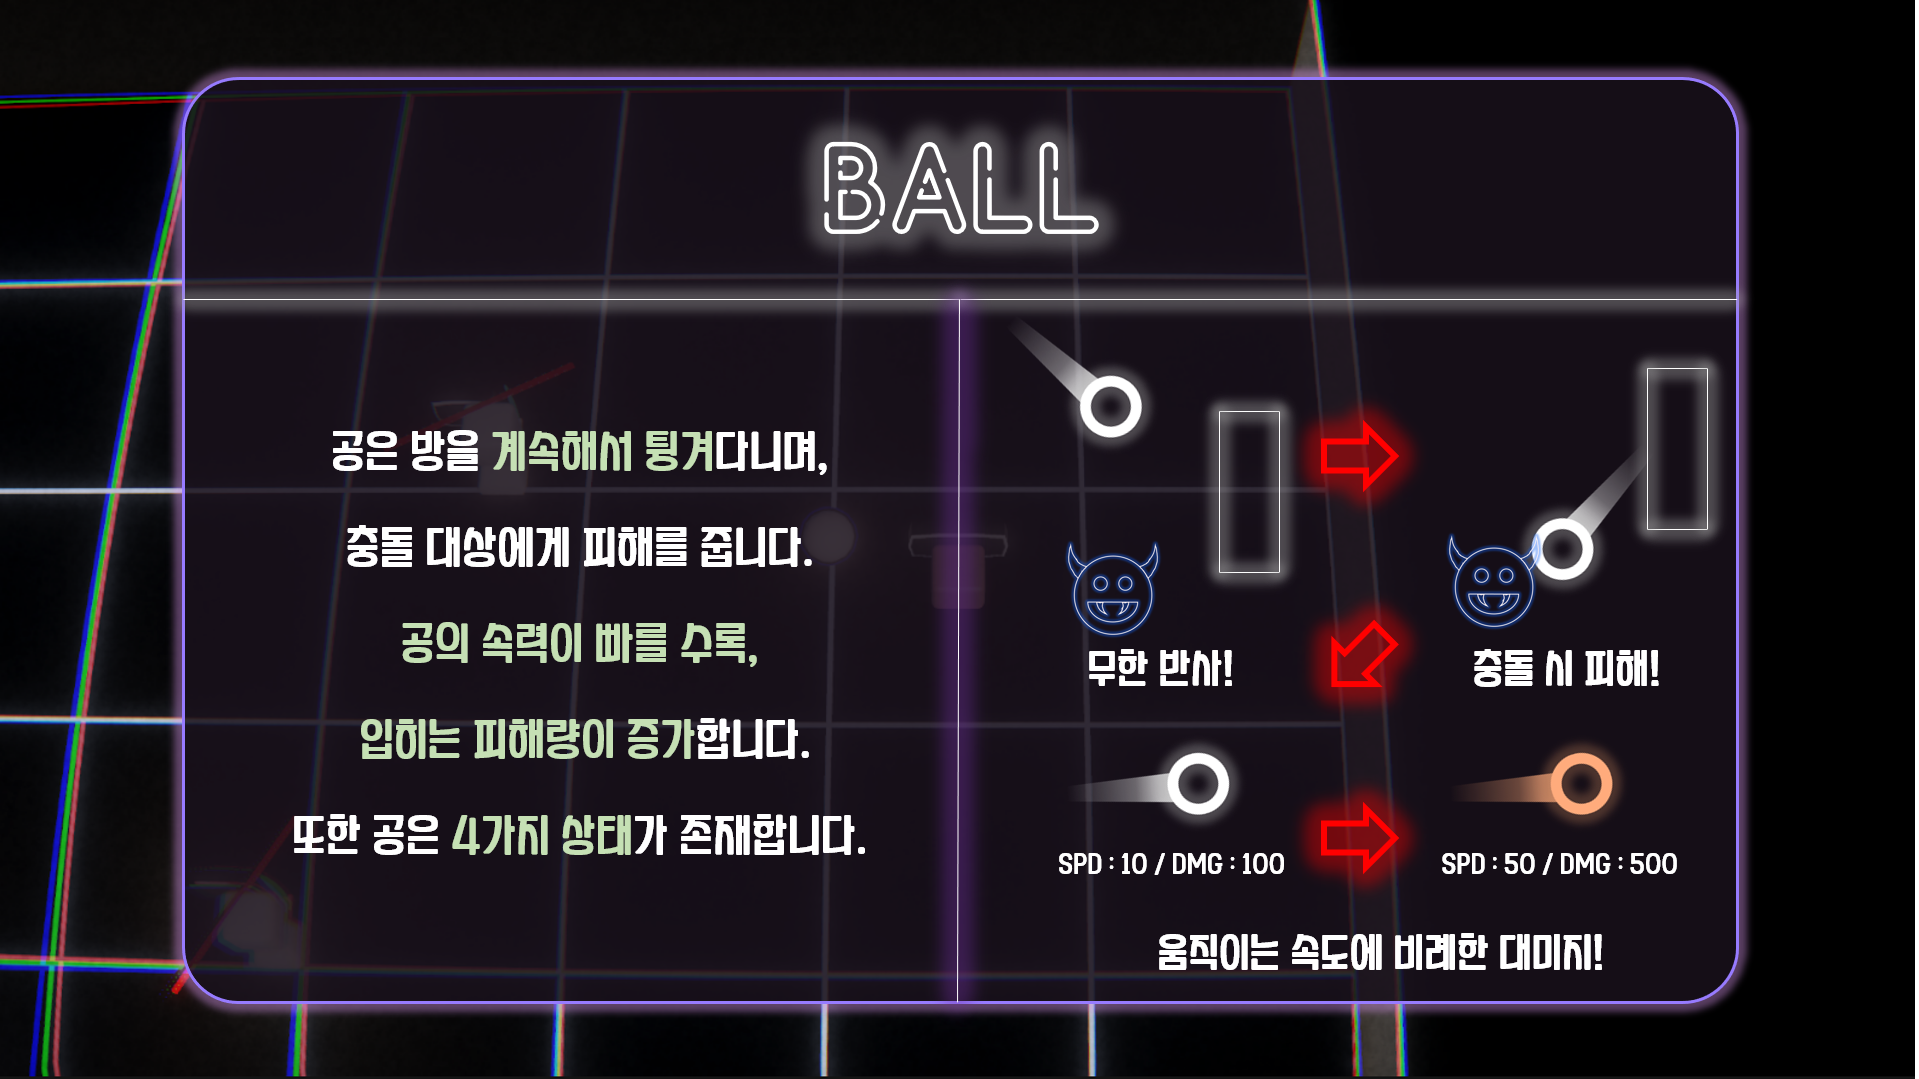 BALL
공은 방을 계속해서 튕겨다니며,
충돌 대상에게 피해를 줍니다.
공의 속력이 빠를 수록,
입히는 피해량이 증가합니다.
또한 공은 4가지 상태가 존재합니다.
무한 반사!
충돌 시 피해!
SPD : 10 / DMG : 100
SPD : 50 / DMG : 500
움직이는 속도에 비례한 대미지!